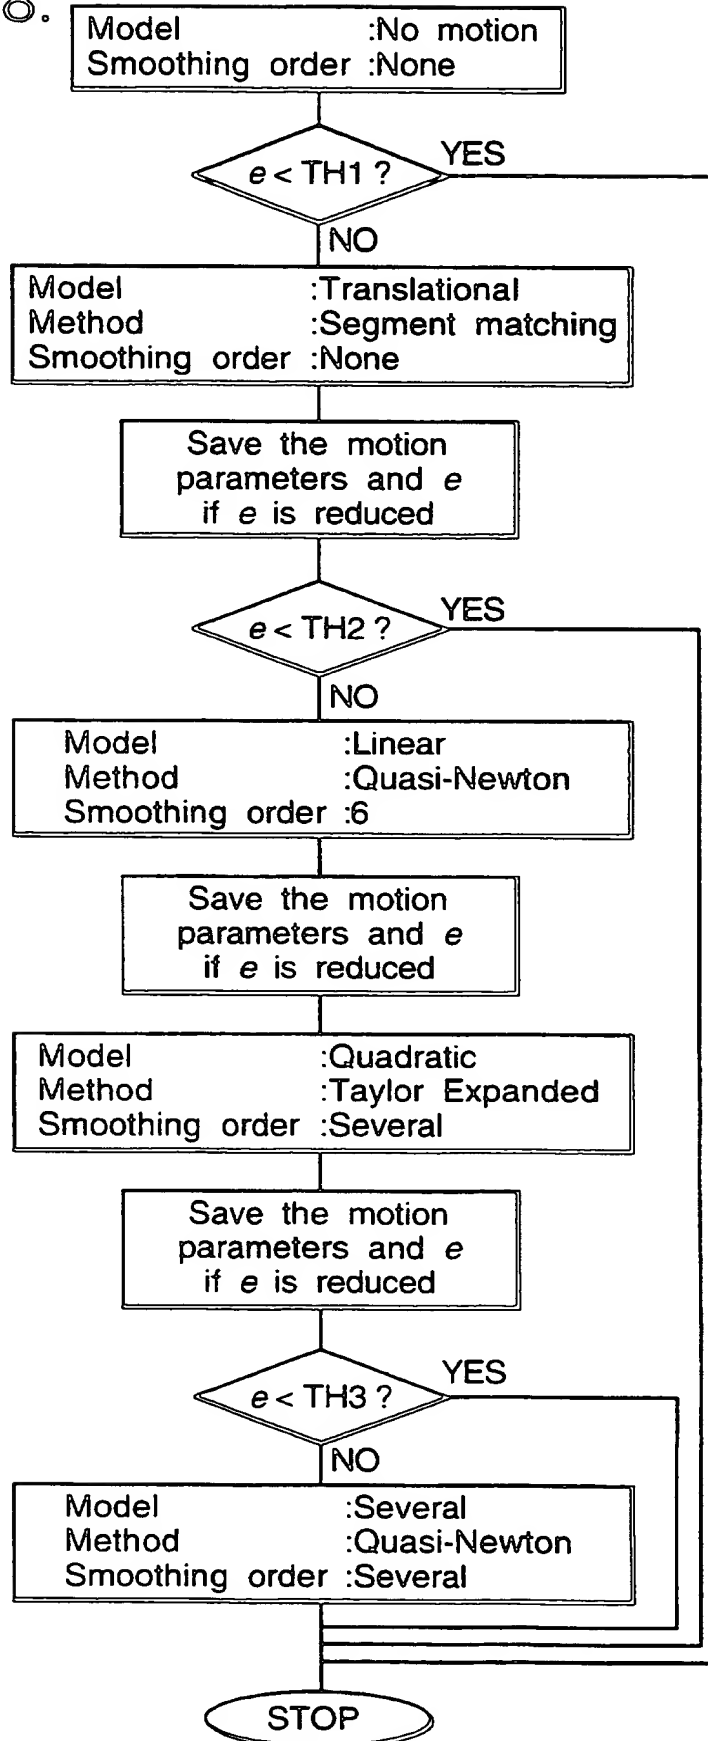 Model :No motion
Smoothing order :None
e < TH1 ?
YES
NO
Model :Translational
Method :Segment matching
Smoothing order :None
Save the motion
parameters and e
if e is reduced
e < TH2 ?
YES
NO
Model :Linear
Method :Quasi-Newton
Smoothing order :6
Save the motion
parameters and e
if e is reduced
Model :Quadratic
Method :Taylor Expanded
Smoothing order :Several
Save the motion
parameters and e
if e is reduced
e < TH3 ?
YES
NO
Model :Several
Method :Quasi-Newton
Smoothing order :Several
STOP